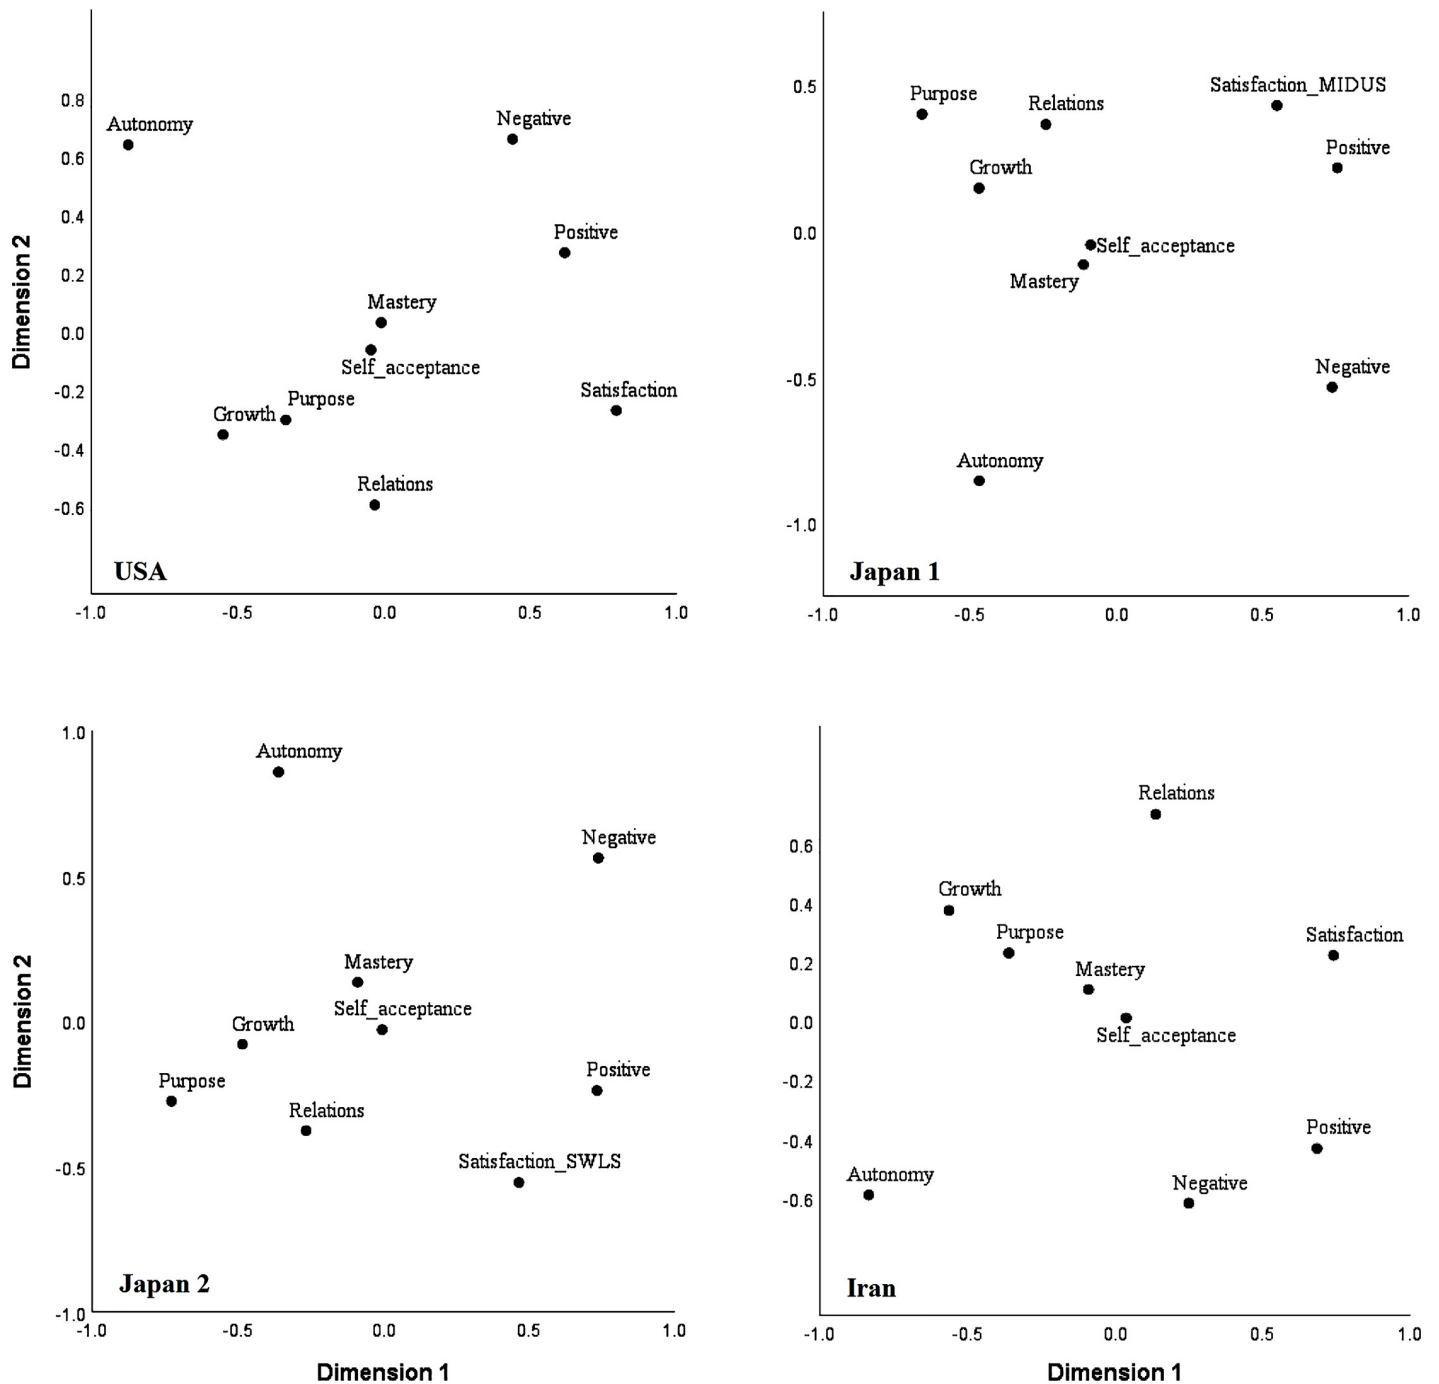 Autonomy
Negative
Positive
Mastery
Self_acceptance
Purpose
Growth
Satisfaction
Relations
USA
Dimension 2
0.8
0.6
0.4
0.2
0.0
-0.2
-0.4
-0.6
-1.0 -0.5 0.0 0.5 1.0
Satisfaction_MIDUS
Purpose
Relations
Positive
Growth
Self_acceptance
Mastery
Negative
Autonomy
Japan 1
0.5
0.0
-0.5
-1.0
-1.0 -0.5 0.0 0.5 1.0
Autonomy
Negative
Mastery
Self_acceptance
Growth
Positive
Purpose
Relations
Satisfaction_SWLS
Japan 2
Dimension 2
1.0
0.5
0.0
-0.5
-1.0
-1.0 -0.5 0.0 0.5 1.0
Dimension 1
Relations
Growth
Purpose
Satisfaction
Mastery
Self_acceptance
Positive
Autonomy
Negative
Iran
0.6
0.4
0.2
0.0
-0.2
-0.4
-0.6
-1.0 -0.5 0.0 0.5 1.0
Dimension 1